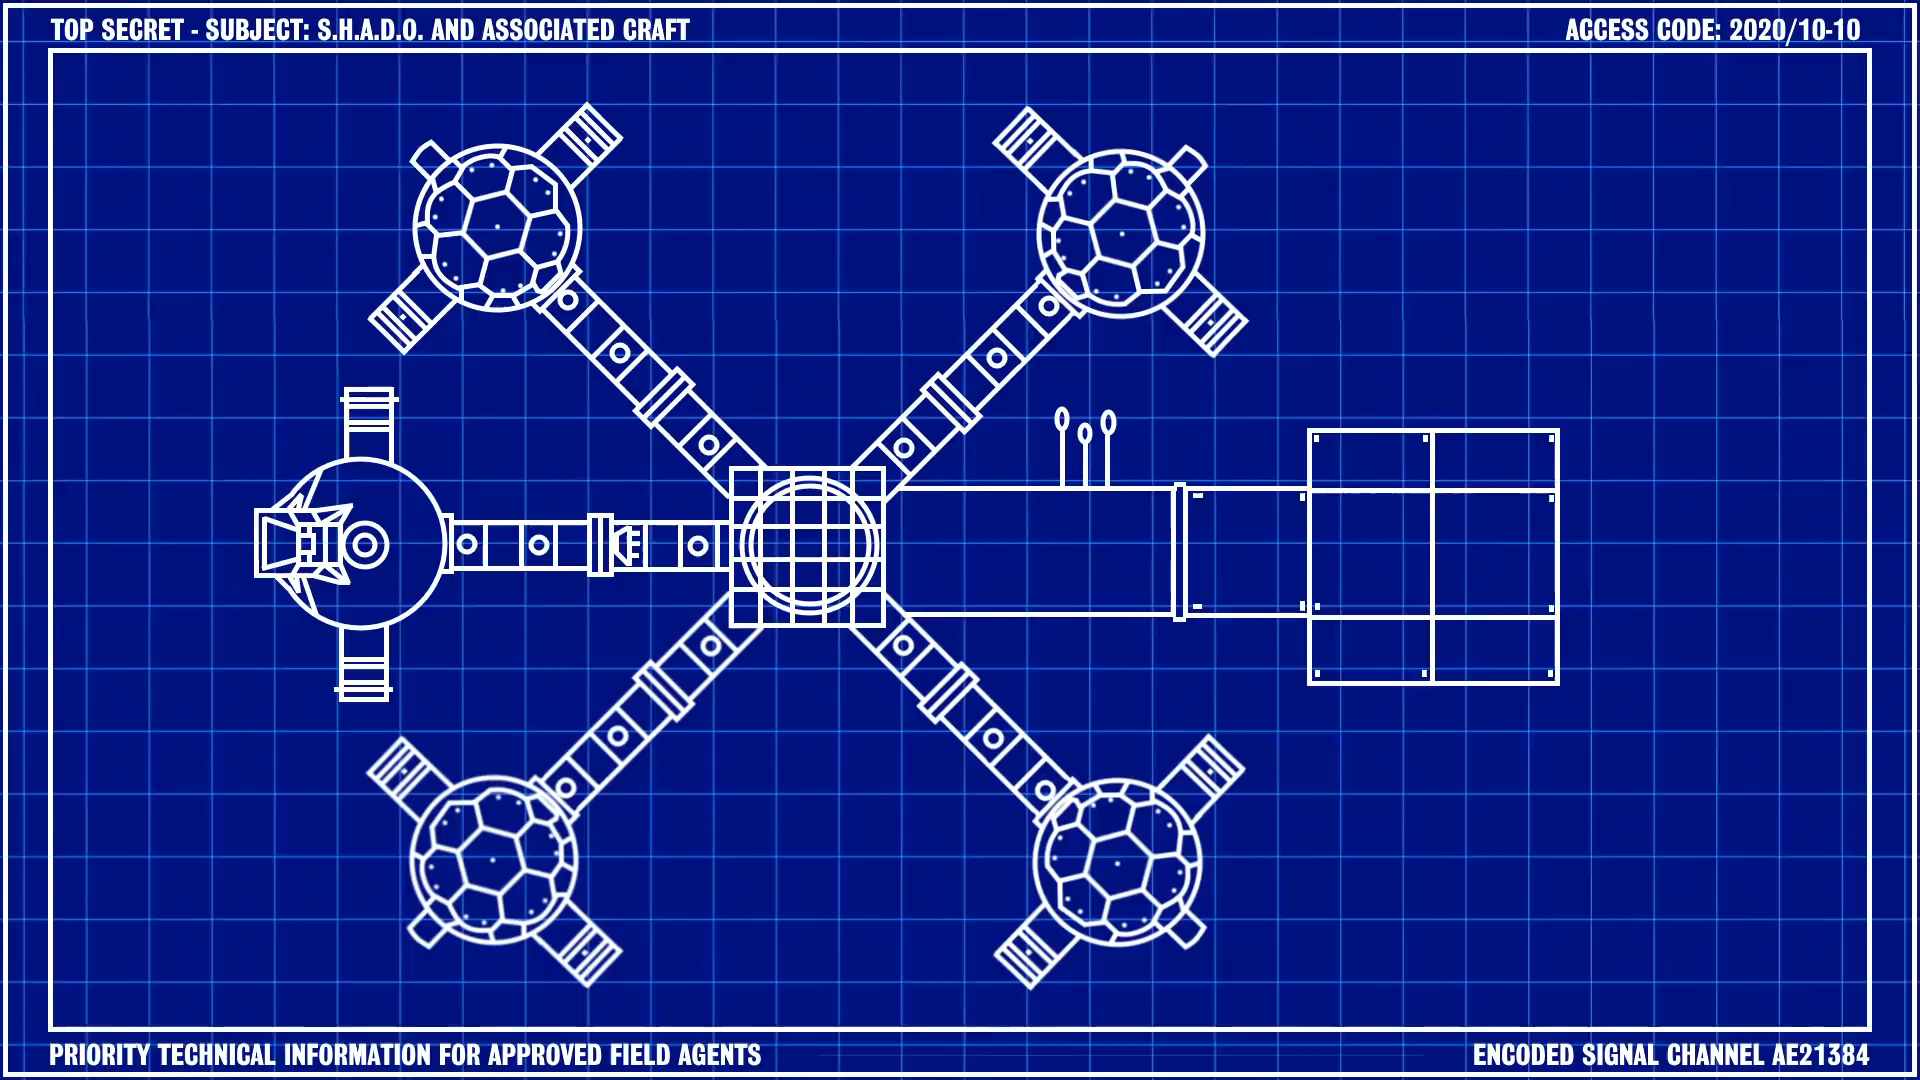 TOP SECRET - SUBJECT: S.H.A.D.O. AND ASSOCIATED CRAFT
ACCESS CODE: 2020/10-10
PRIORITY TECHNICAL INFORMATION FOR APPROVED FIELD AGENTS
ENCODED SIGNAL CHANNEL AE21384